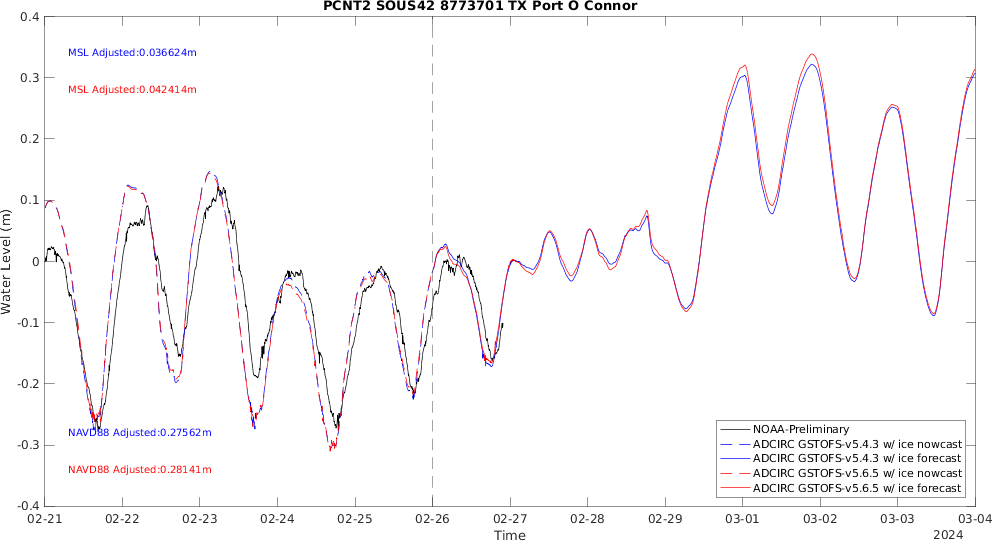 PCNT2 SOUS42 8773701 TX Port O Connor
0.4
0.3
0.2
0.1
0
-0.1
-0.2
-0.3
-0.4
Water Level (m)
MSL Adjusted:0.036624m
MSL Adjusted:0.042414m
NAVD88 Adjusted:0.27562m
NAVD88 Adjusted:0.28141m
NOAA-Preliminary
ADCIRC GSTOFS-v5.4.3 w/ ice nowcast
ADCIRC GSTOFS-v5.4.3 w/ ice forecast
ADCIRC GSTOFS-v5.6.5 w/ ice nowcast
ADCIRC GSTOFS-v5.6.5 w/ ice forecast
02-21 02-22 02-23 02-24 02-25 02-26 02-27 02-28 02-29 03-01 03-02 03-03 03-04
Time
2024